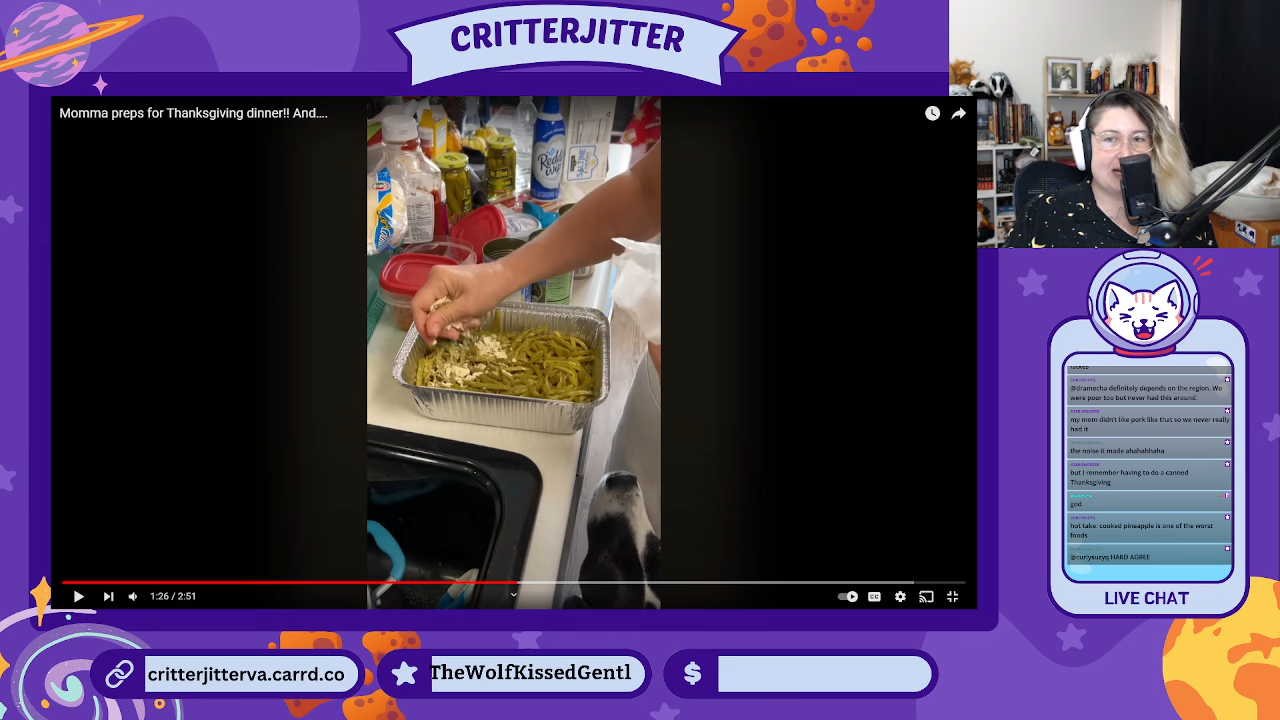 CRITTERJITTER
Momma preps for Thanksgiving dinner!! And....
1:26 / 2:51
@dramecha definitely depends on the region. We
were poor too but never had this around.
my mom didn't like pork like that so we never really
had it
the noise it made ahahahhaha
but I remember having to do a canned
Thanksgiving
god
hot take: cooked pineapple is one of the worst
foods
@curlysuzyq HARD AGREE
LIVE CHAT
critterjitterva.carrd.co
TheWolfKissedGentl
$